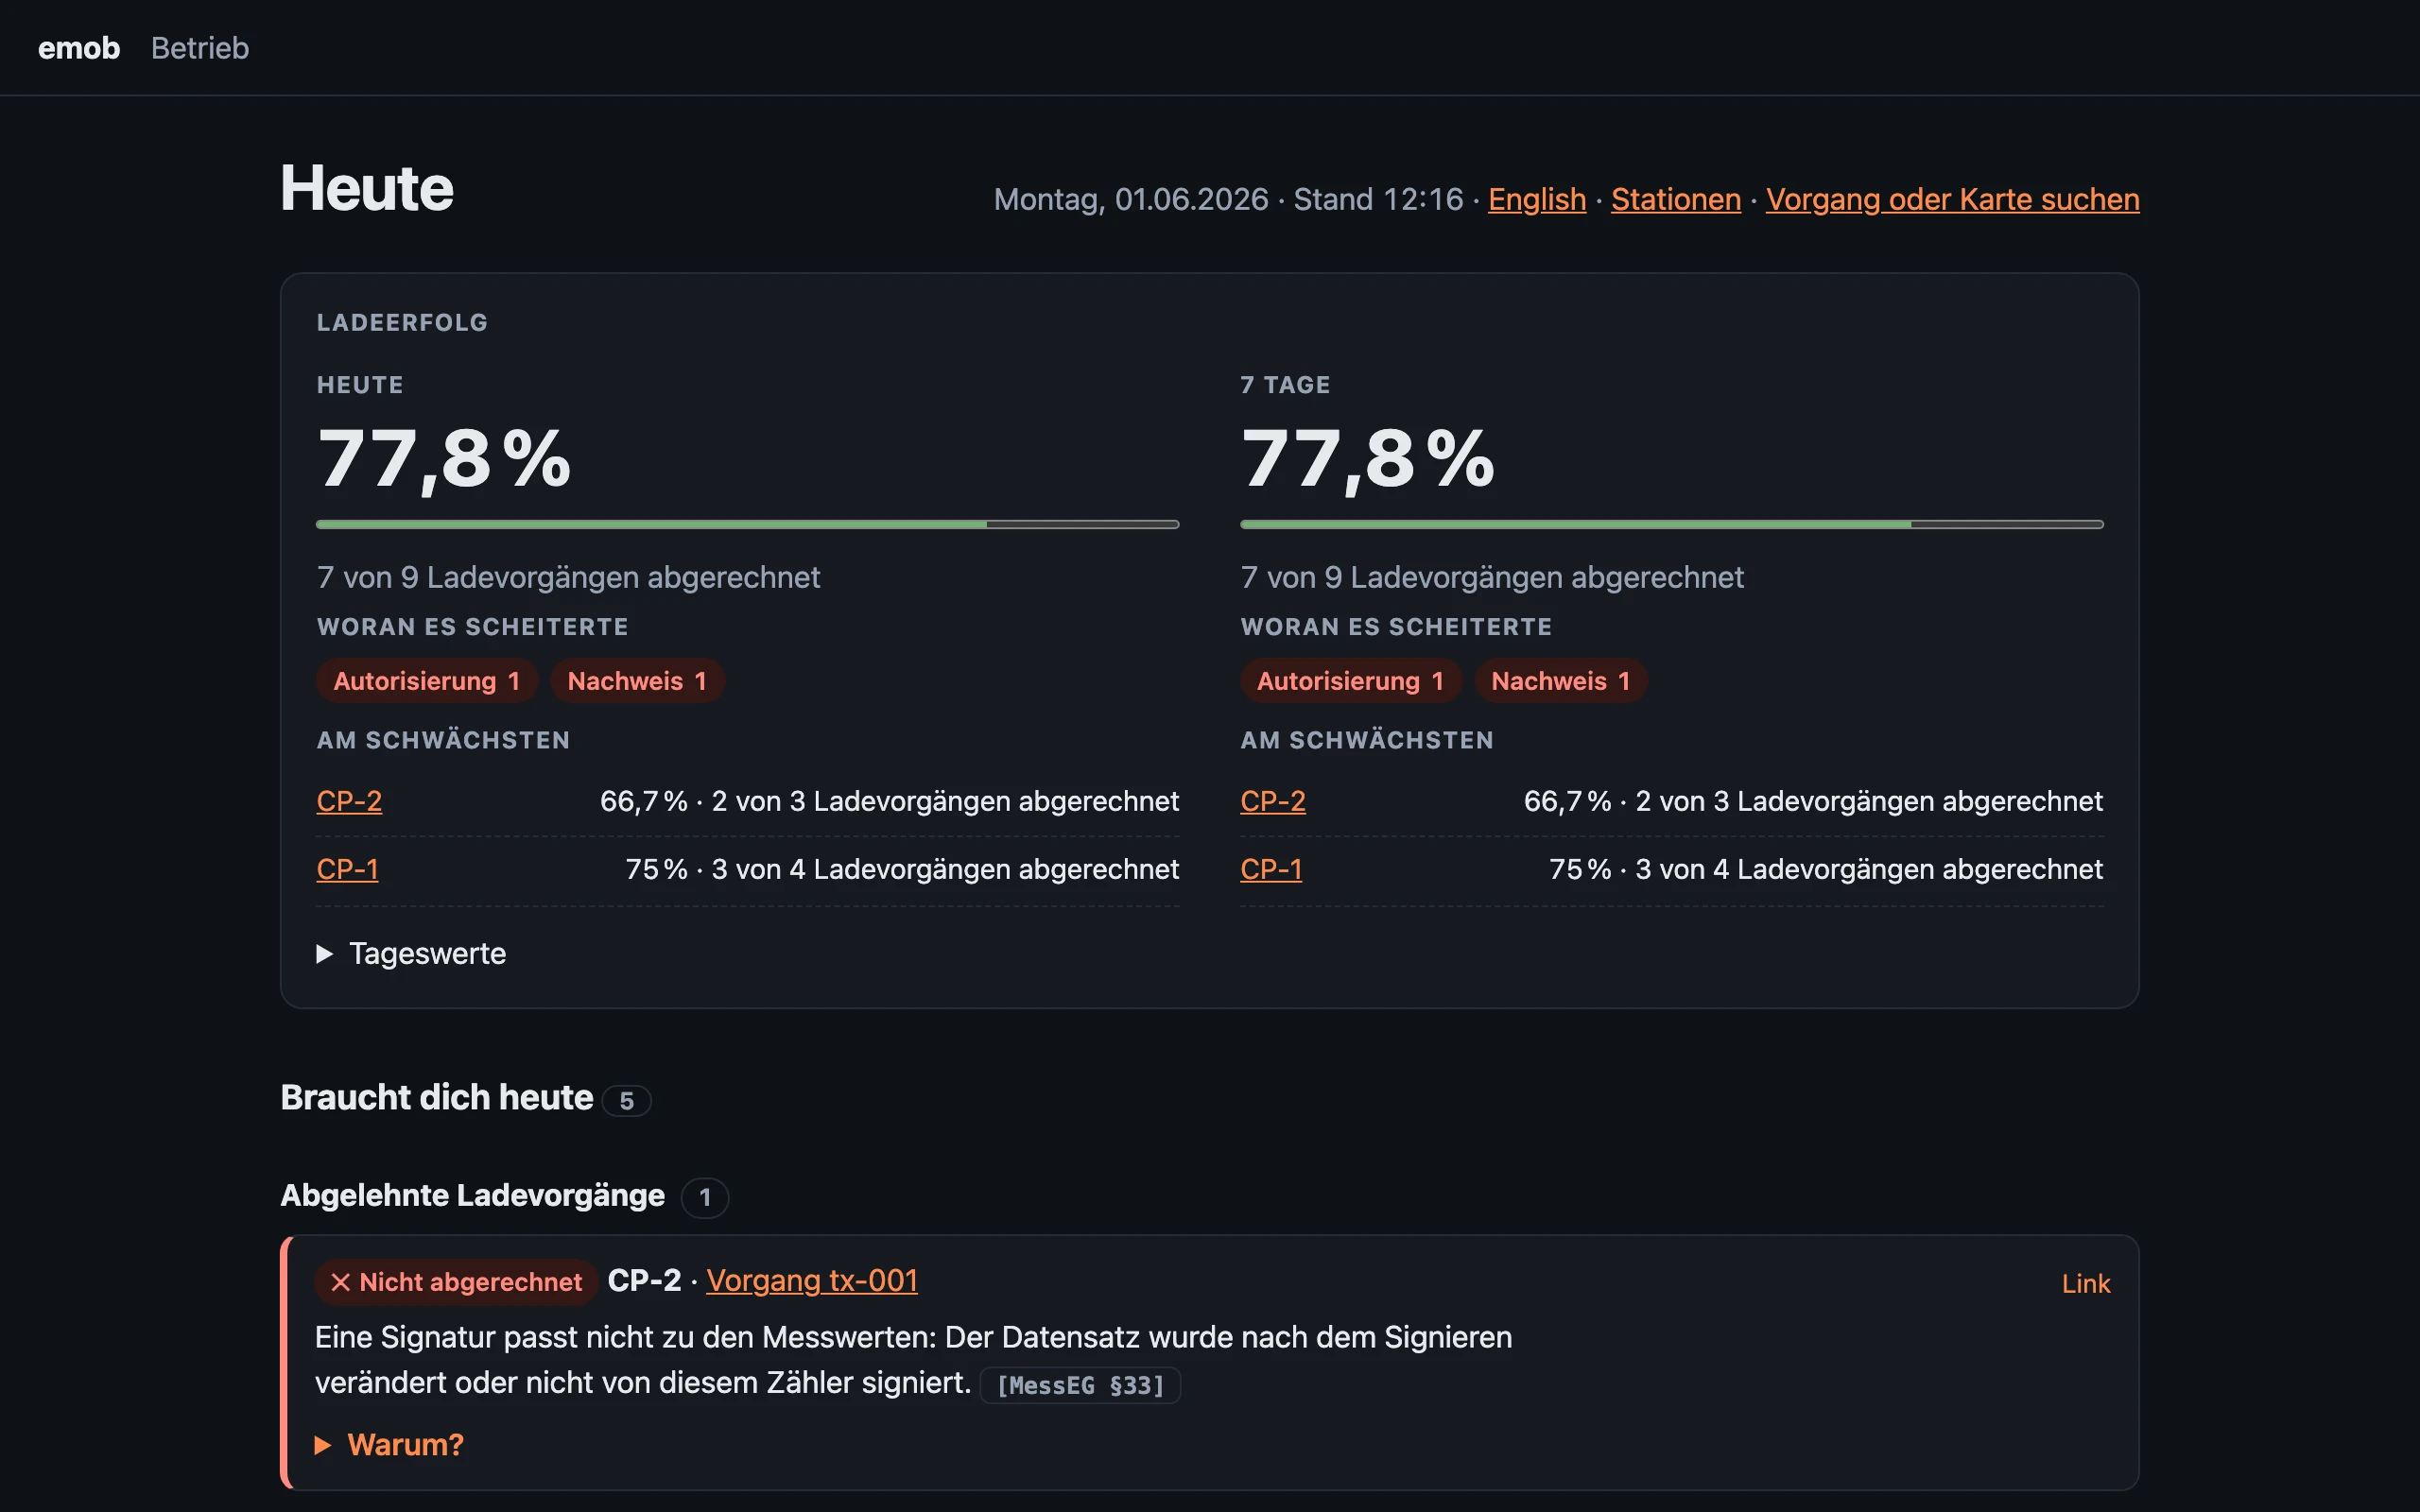 emob Betrieb
Heute
Montag, 01.06.2026 · Stand 12:16 · English · Stationen · Vorgang oder Karte suchen
LADEERFOLG
HEUTE
77,8 %
7 von 9 Ladevorgängen abgerechnet
WORAN ES SCHEITERTE
Autorisierung 1 Nachweis 1
AM SCHWÄCHSTEN
CP-2 66,7 % · 2 von 3 Ladevorgängen abgerechnet
CP-1 75 % · 3 von 4 Ladevorgängen abgerechnet
7 TAGE
77,8 %
7 von 9 Ladevorgängen abgerechnet
WORAN ES SCHEITERTE
Autorisierung 1 Nachweis 1
AM SCHWÄCHSTEN
CP-2 66,7 % · 2 von 3 Ladevorgängen abgerechnet
CP-1 75 % · 3 von 4 Ladevorgängen abgerechnet
Tageswerte
Braucht dich heute 5
Abgelehnte Ladevorgänge 1
Nicht abgerechnet CP-2 · Vorgang tx-001 Link
Eine Signatur passt nicht zu den Messwerten: Der Datensatz wurde nach dem Signieren
verändert oder nicht von diesem Zähler signiert. [MessEG §33]
Warum?